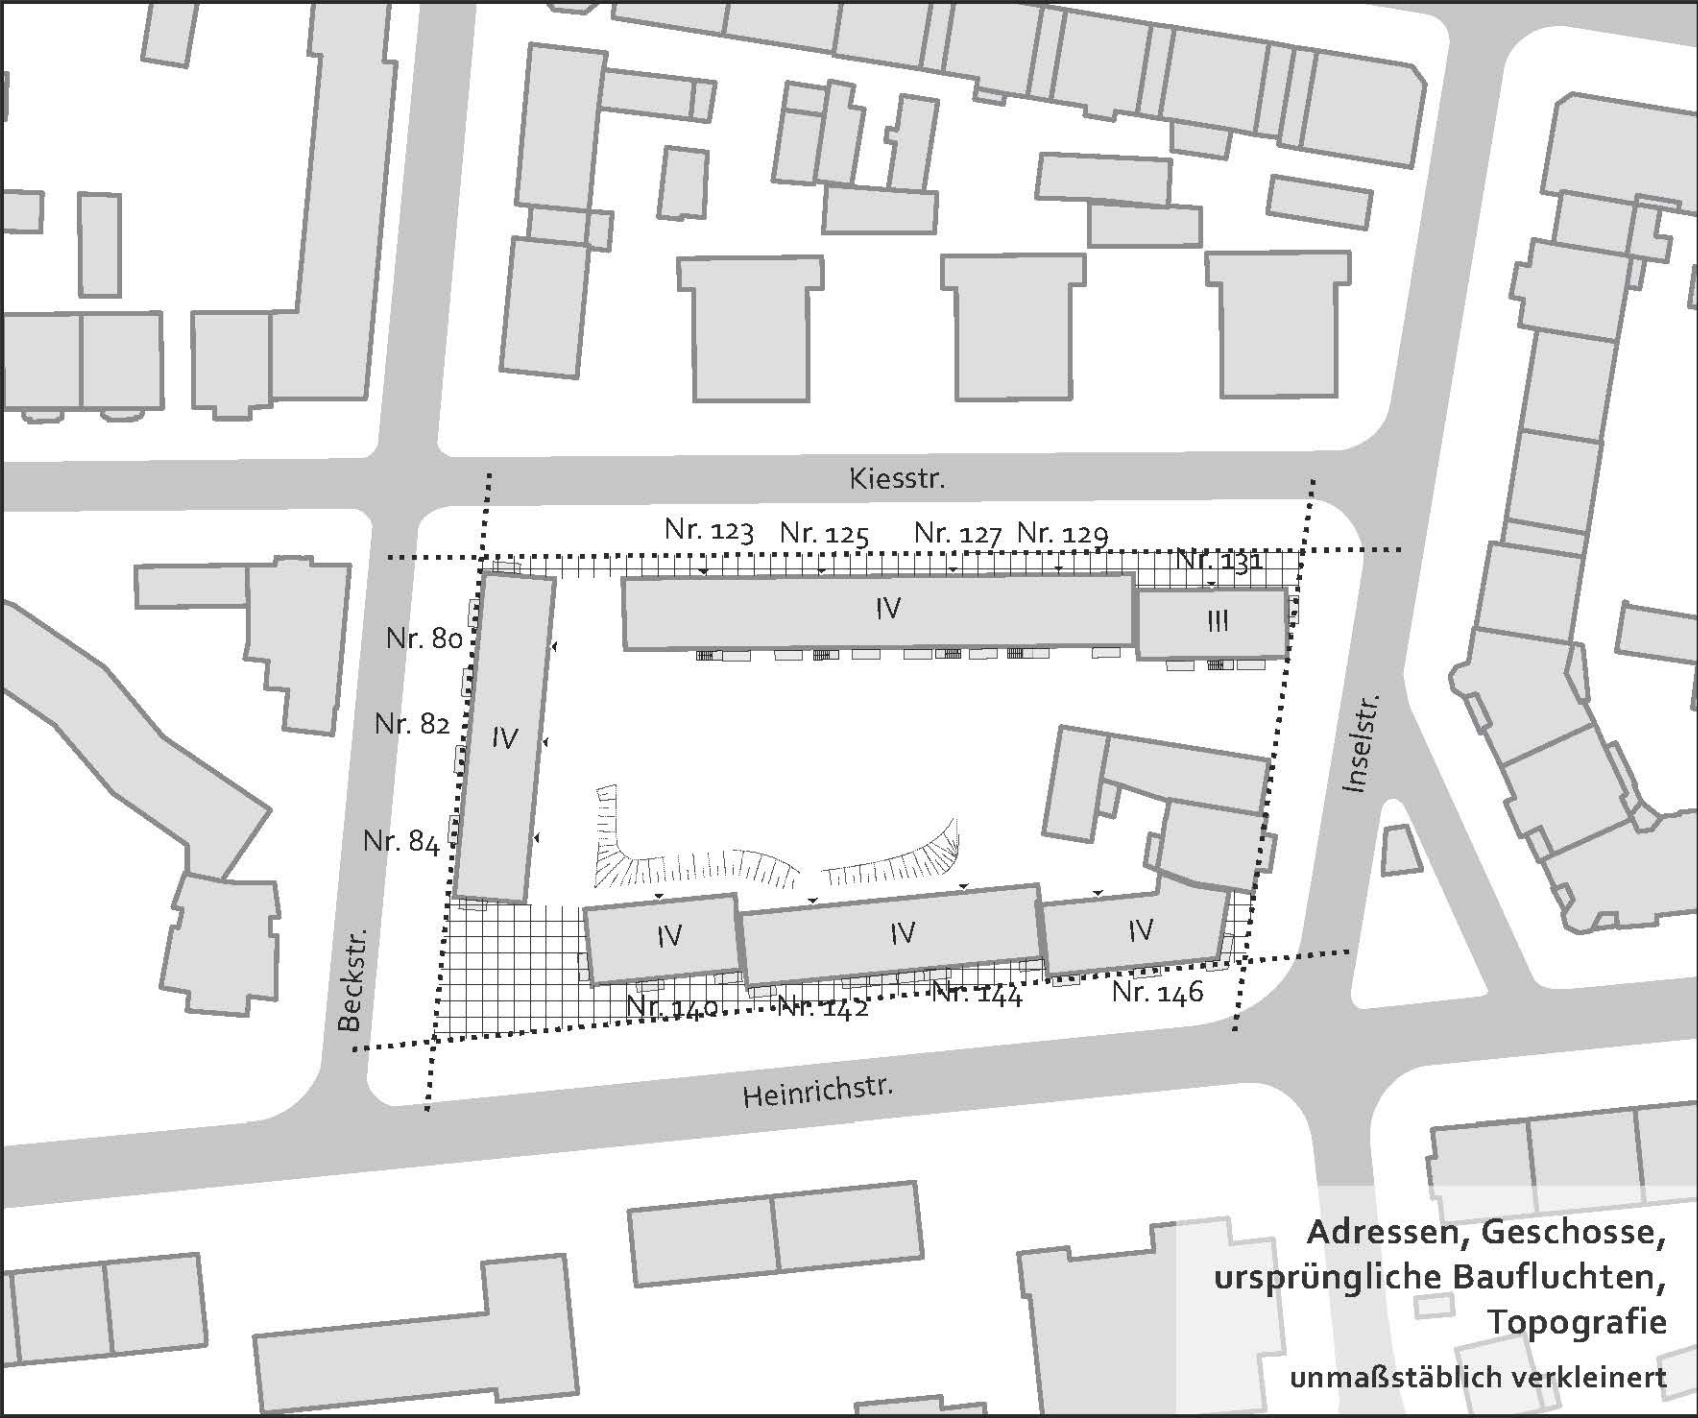 Kiesstr.
Nr. 123 Nr. 125 Nr. 127 Nr. 129
Nr. 131
IV
III
Nr. 80
Nr. 82
IV
Nr. 84
Inselstr.
IV
IV
IV
Nr. 140
Nr. 142
Nr. 144
Nr. 146
Beckstr.
Heinrichstr.
Adressen, Geschosse,
ursprüngliche Baufluchten,
Topografie
unmaßstäblich verkleinert